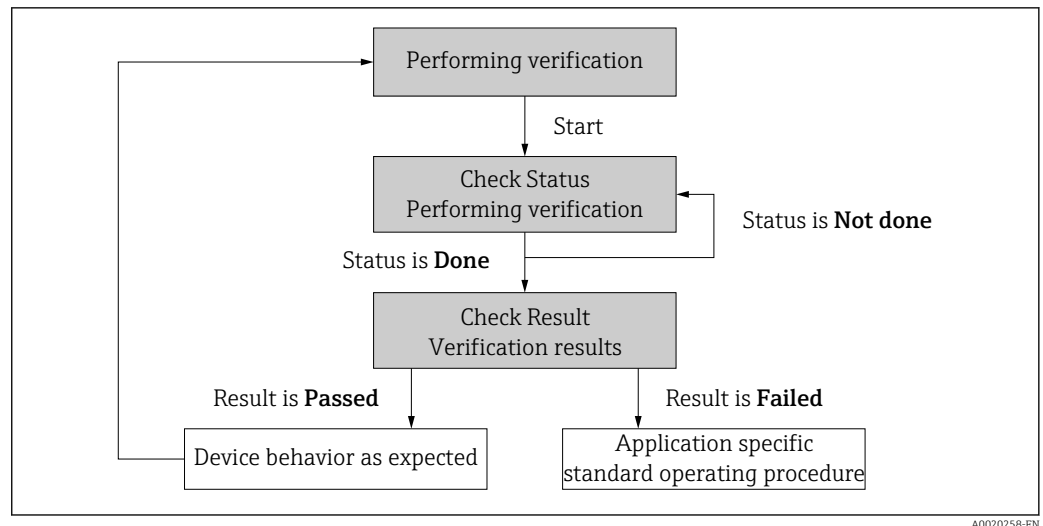 Performing verification
Start
Check Status
Performing verification
Status is Not done
Status is Done
Check Result
Verification results
Result is Passed
Result is Failed
Device behavior as expected
Application specific
standard operating procedure
A0020258-EN